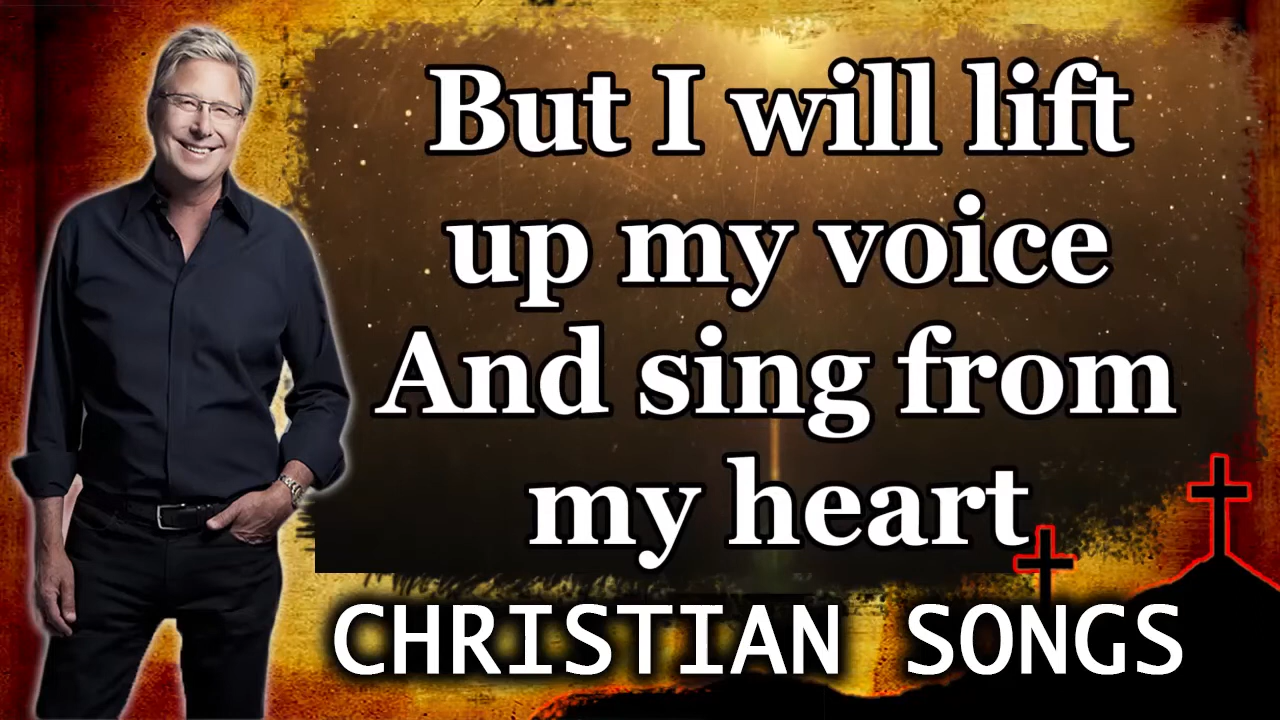 But I will lift
up my voice
And sing from
my heart
CHRISTIAN SONGS